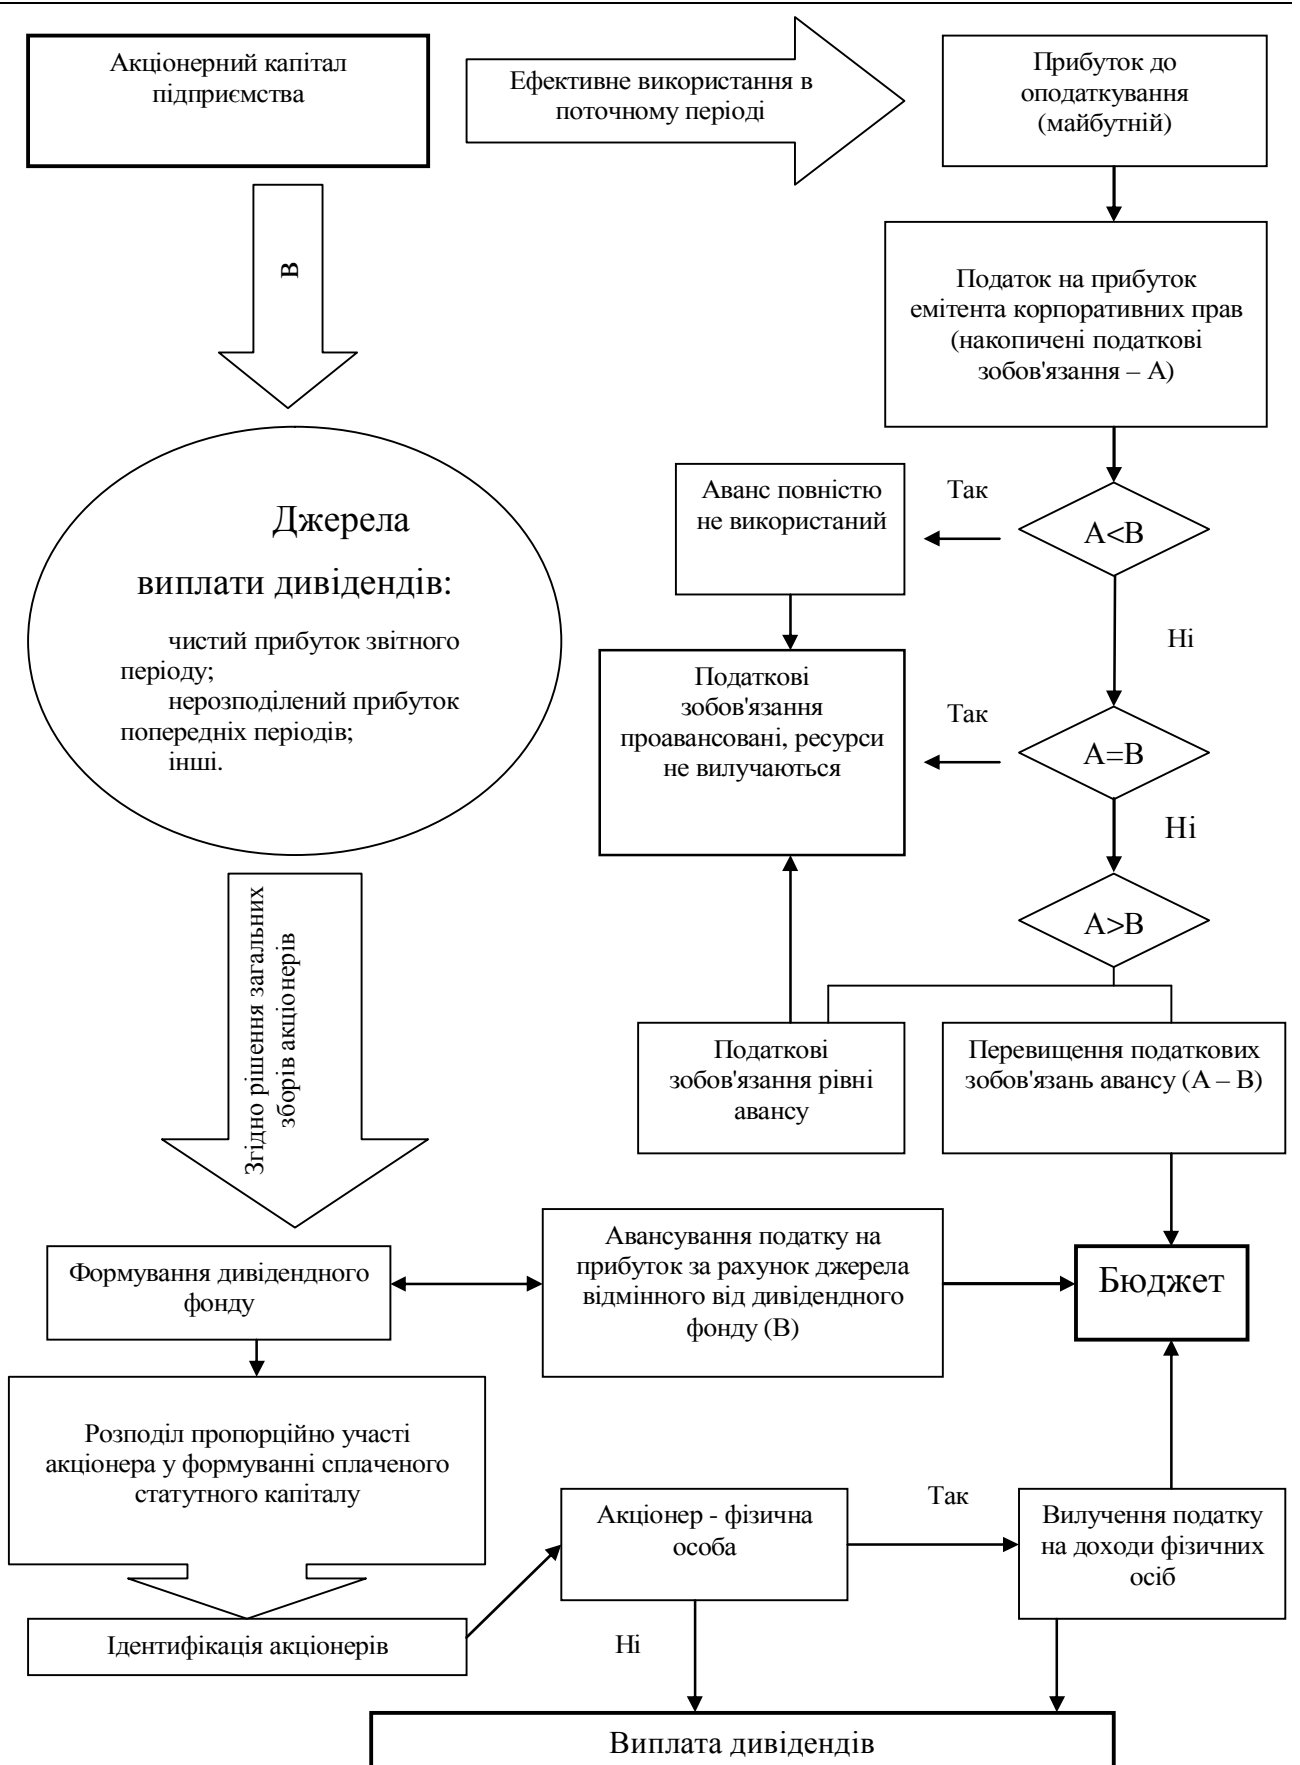 Акціонерний капітал
підприємства
Ефективне використання в
поточному періоді
Прибуток до
оподаткування
(майбутній)
в
Податок на прибуток
емітента корпоративних прав
(накопичені податкові
зобов'язання – А)
Джерела
виплати дивідендів:
чистий прибуток звітного
періоду;
нерозподілений прибуток
попередніх періодів;
інші.
Аванс повністю
не використаний
Так
А<В
Ні
Податкові
зобов'язання
проавансовані, ресурси
не вилучаються
Так
А=В
Ні
А>В
Згідно рішення загальних
зборів акціонерів
Податкові
зобов'язання рівні
авансу
Перевищення податкових
зобов'язань авансу (А – В)
Формування дивідендного
фонду
Авансування податку на
прибуток за рахунок джерела
відмінного від дивідендного
фонду (В)
Бюджет
Розподіл пропорційно участі
акціонера у формуванні сплаченого
статутного капіталу
Акціонер - фізична
особа
Так
Вилучення податку
на доходи фізичних
осіб
Ідентифікація акціонерів
Ні
Виплата дивідендів